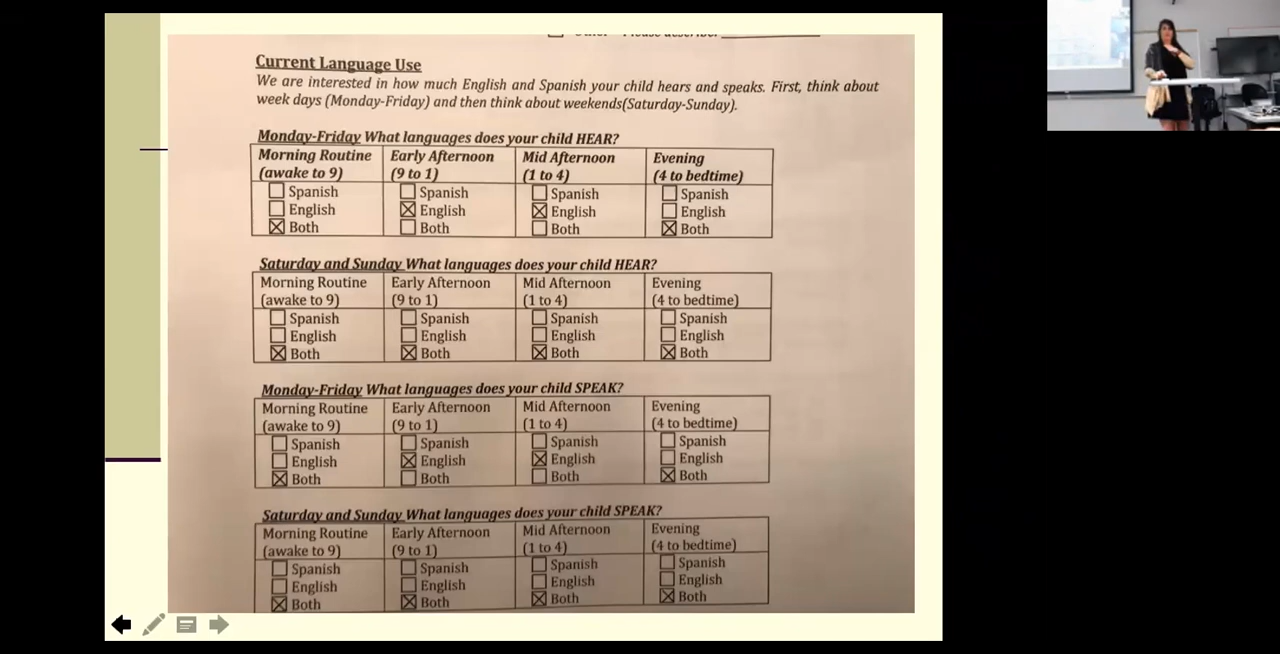 Current Language Use
We are interested in how much English and Spanish your child hears and speaks. First, think about
week days (Monday-Friday) and then think about weekends(Saturday-Sunday).
Monday-Friday What languages does your child HEAR?
Morning Routine Early Afternoon Mid Afternoon Evening
(awake to 9) (9 to 1) (1 to 4) (4 to bedtime)
☐ Spanish ☐ Spanish ☐ Spanish ☐ Spanish
☐ English ☒ English ☒ English ☐ English
☒ Both ☐ Both ☐ Both ☒ Both
Saturday and Sunday What languages does your child HEAR?
Morning Routine Early Afternoon Mid Afternoon Evening
(awake to 9) (9 to 1) (1 to 4) (4 to bedtime)
☐ Spanish ☐ Spanish ☐ Spanish ☐ Spanish
☐ English ☐ English ☐ English ☐ English
☒ Both ☒ Both ☒ Both ☒ Both
Monday-Friday What languages does your child SPEAK?
Morning Routine Early Afternoon Mid Afternoon Evening
(awake to 9) (9 to 1) (1 to 4) (4 to bedtime)
☐ Spanish ☐ Spanish ☐ Spanish ☐ Spanish
☐ English ☒ English ☒ English ☐ English
☒ Both ☐ Both ☐ Both ☒ Both
Saturday and Sunday What languages does your child SPEAK?
Morning Routine Early Afternoon Mid Afternoon Evening
(awake to 9) (9 to 1) (1 to 4) (4 to bedtime)
☐ Spanish ☐ Spanish ☐ Spanish ☐ Spanish
☐ English ☐ English ☐ English ☐ English
☒ Both ☒ Both ☒ Both ☒ Both